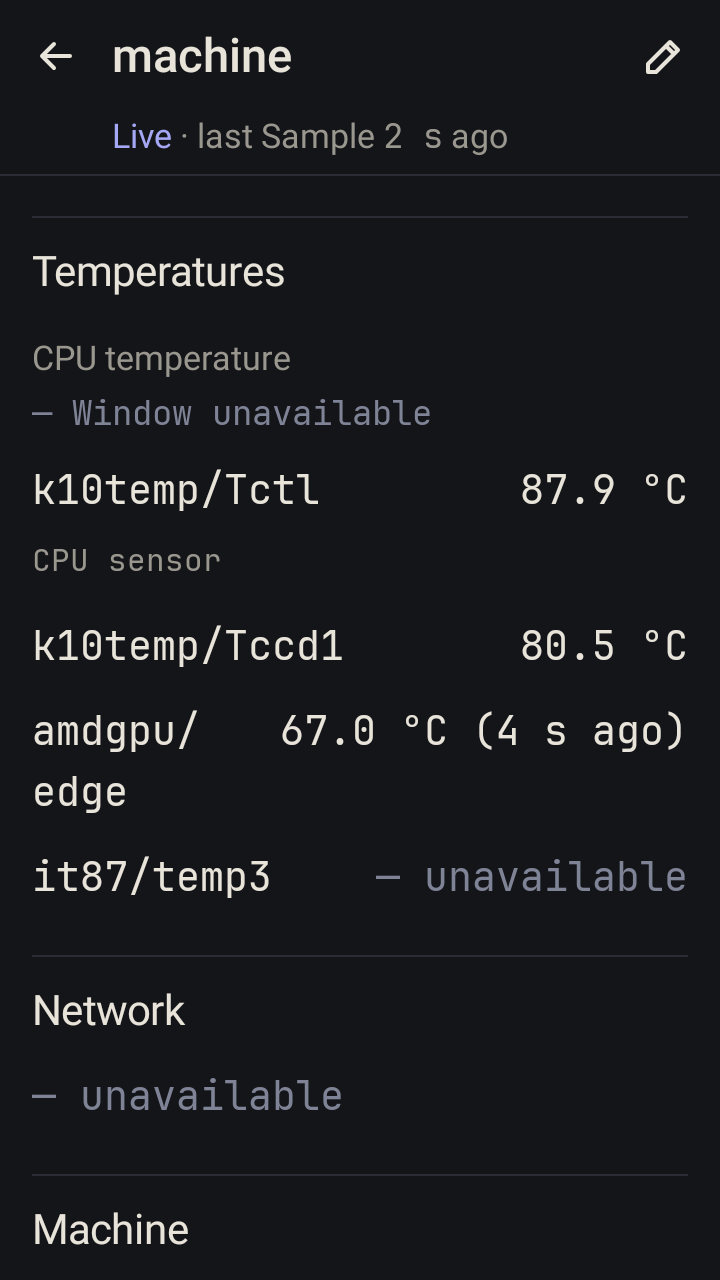 machine
Live · last Sample 2 s ago
Temperatures
CPU temperature
— Window unavailable
k10temp/Tctl 87.9 °C
CPU sensor
k10temp/Tccd1 80.5 °C
amdgpu/ 67.0 °C (4 s ago)
edge
it87/temp3 — unavailable
Network
— unavailable
Machine